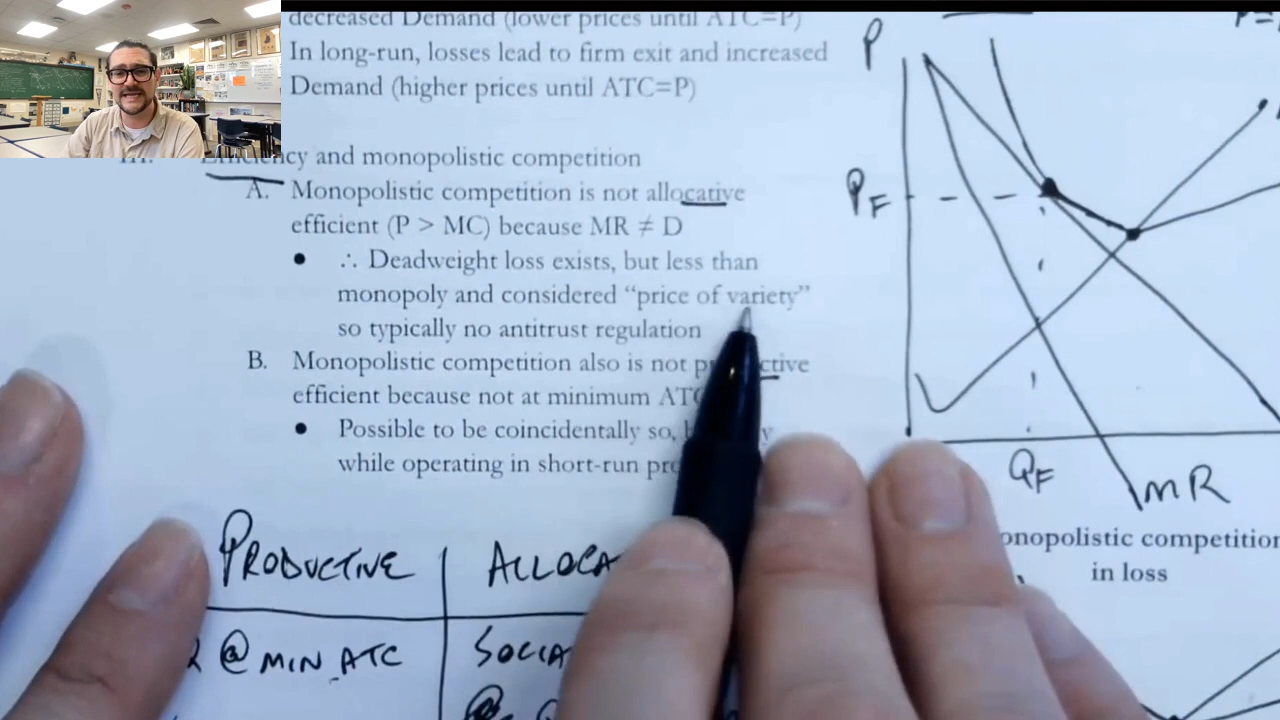 decreased Demand (lower prices until ATC=P)
In long-run, losses lead to firm exit and increased
Demand (higher prices until ATC=P)
Efficiency and monopolistic competition
A. Monopolistic competition is not allocative
efficient (P > MC) because MR ≠ D
• ∴ Deadweight loss exists, but less than
monopoly and considered “price of variety”
so typically no antitrust regulation
B. Monopolistic competition also is not
efficient because not at minimum
• Possible to be coincidentally so,
while operating in short-run
PRODUCTIVE
@ MIN ATC
P
PF
QF
MR
in loss